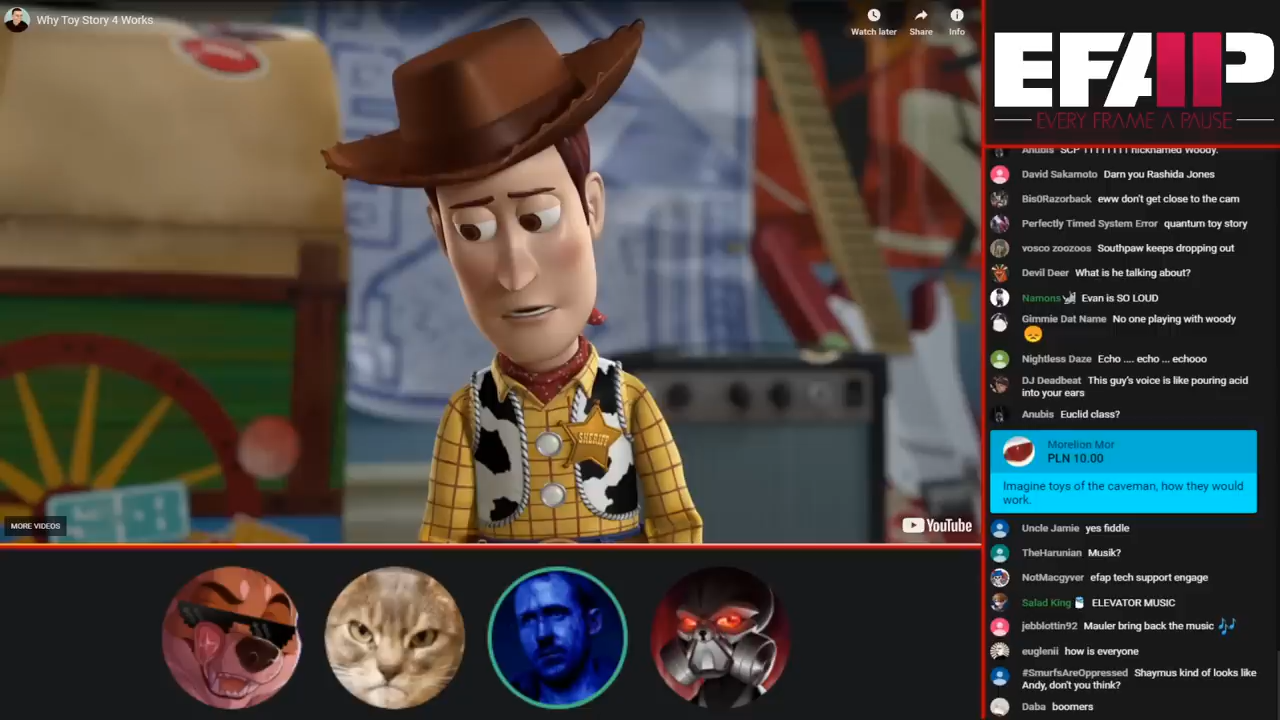 Why Toy Story 4 Works
Watch later
Share
Info
SHERIFF
MORE VIDEOS
YouTube
EFAP
EVERY FRAME A PAUSE
Anubis SCP 11111111 nicknamed Woody.
David Sakamoto Darn you Rashida Jones
Bis0Razorback eww don't get close to the cam
Perfectly Timed System Error quantum toy story
vosco zoozoos Southpaw keeps dropping out
Devil Deer What is he talking about?
Namons Evan is SO LOUD
Gimmie Dat Name No one playing with woody
😞
Nightless Daze Echo .... echo ... echooo
DJ Deadbeat This guy's voice is like pouring acid
into your ears
Anubis Euclid class?
Morelion Mor
PLN 10.00
Imagine toys of the caveman, how they would
work.
Uncle Jamie yes fiddle
TheHarunian Musik?
NotMacgyver efap tech support engage
Salad King ELEVATOR MUSIC
jebblottin92 Mauler bring back the music 🎶
euglenii how is everyone
#SmurfsAreOppressed Shaymus kind of looks like
Andy, don't you think?
Daba boomers